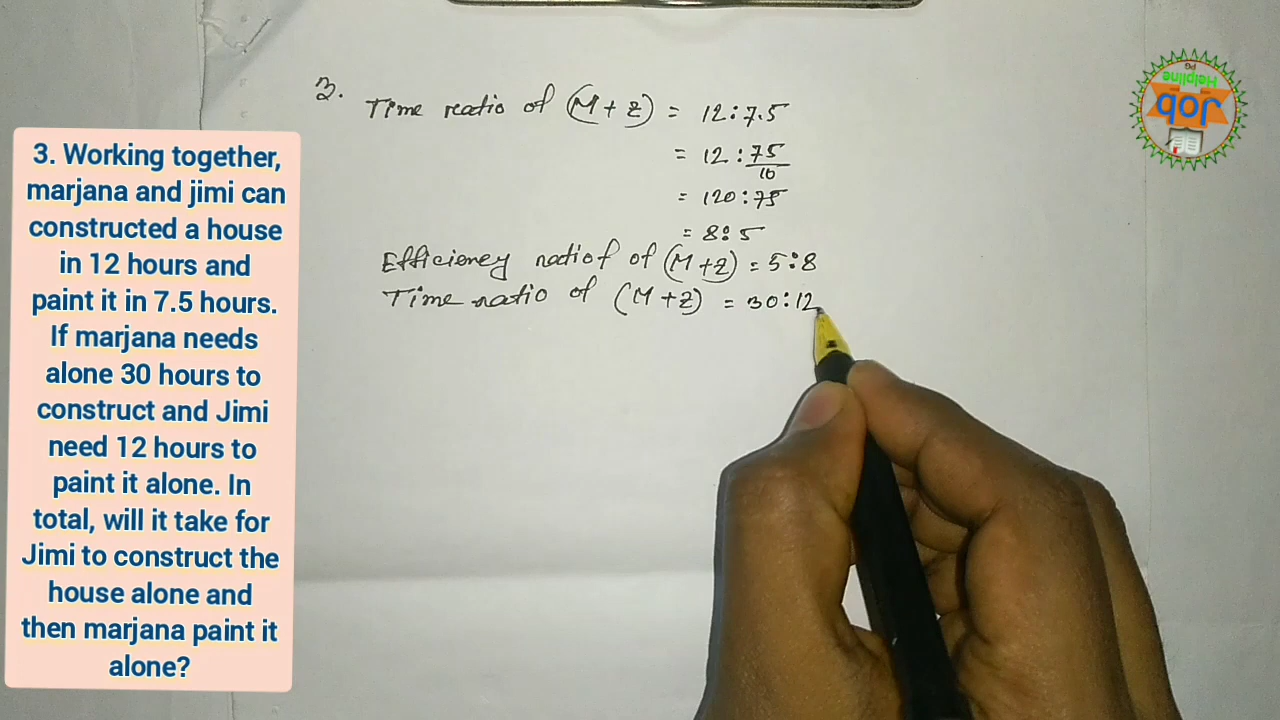 3. Working together,
marjana and jimi can
constructed a house
in 12 hours and
paint it in 7.5 hours.
If marjana needs
alone 30 hours to
construct and Jimi
need 12 hours to
paint it alone. In
total, will it take for
Jimi to construct the
house alone and
then marjana paint it
alone?
3. Time ratio of (M+Z) = 12:7.5
= 12:75/10
= 120:75
= 8:5
Efficieney ratiof of (M+Z) = 5:8
Time ratio of (M+Z) = 30:12
Job
Helpline
PG